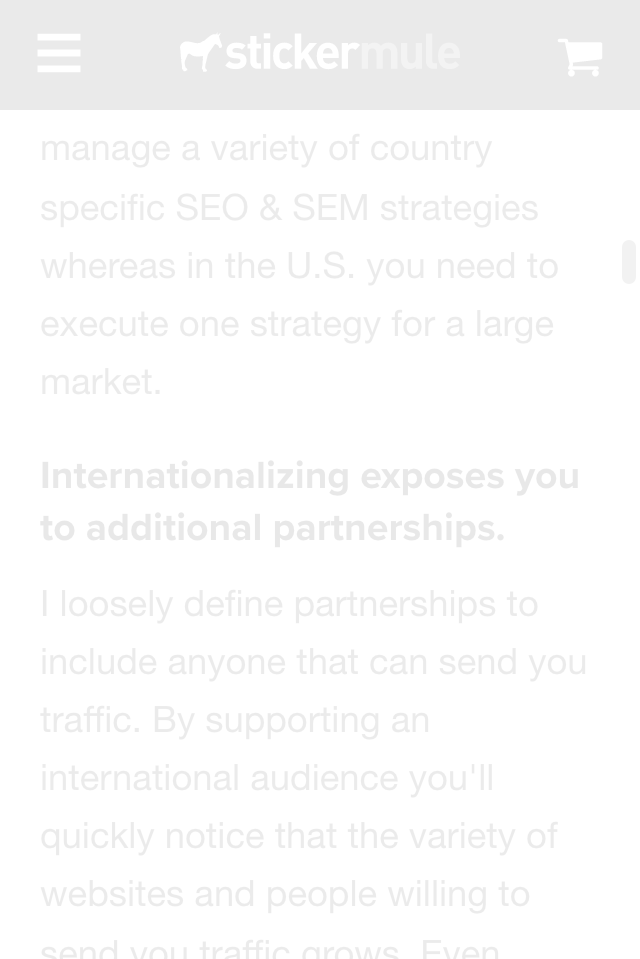 stickermule
manage a variety of country
specific SEO & SEM strategies
whereas in the U.S. you need to
execute one strategy for a large
market.
Internationalizing exposes you
to additional partnerships.
I loosely define partnerships to
include anyone that can send you
traffic. By supporting an
international audience you'll
quickly notice that the variety of
websites and people willing to
send you traffic grows. Even